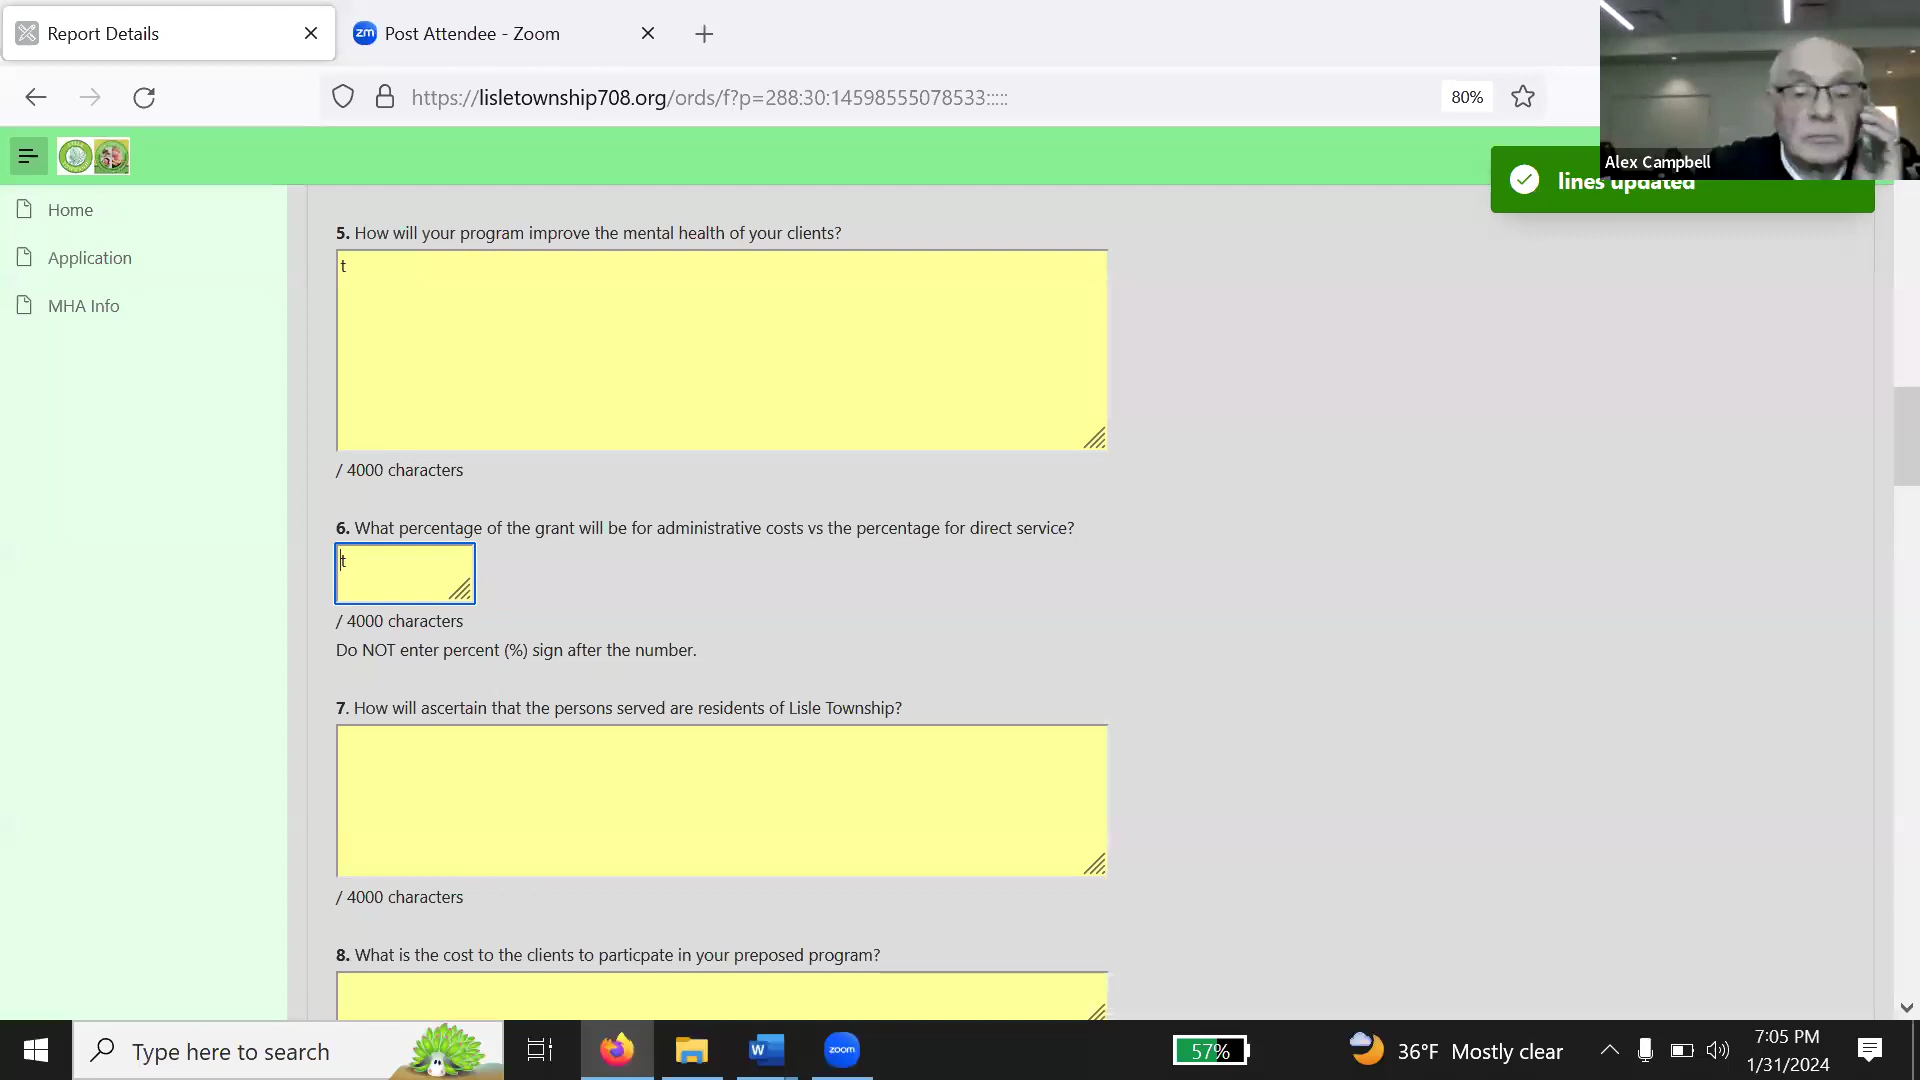 Report Details
zm Post Attendee - Zoom
https://lisletownship708.org/ords/f?p=288:30:14598555078533:::::
80%
Alex Campbell
lines updated
Home
Application
MHA Info
5. How will your program improve the mental health of your clients?
t
/ 4000 characters
6. What percentage of the grant will be for administrative costs vs the percentage for direct service?
t
/ 4000 characters
Do NOT enter percent (%) sign after the number.
7. How will ascertain that the persons served are residents of Lisle Township?
/ 4000 characters
8. What is the cost to the clients to particpate in your preposed program?
Type here to search
W
zoom
57%
36°F Mostly clear
7:05 PM
1/31/2024